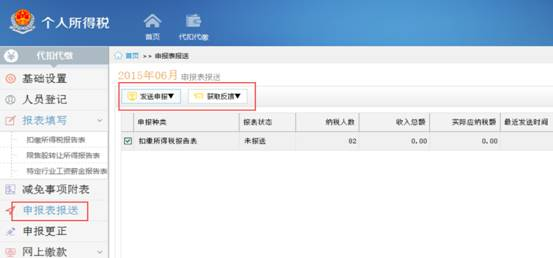 个人所得税
首页
代扣代缴
¥ 代扣代缴
首页 >> 申报表报送
基础设置
2015年06月 申报表报送
人员登记
发送申报▼ 获取反馈▼
报表填写
申报种类 报表状态 纳税人数 收入总额 实际应纳税额 最近发送时间
扣缴所得税报告表
扣缴所得税报告表 未报送 82 0.00 0.00
限售股转让所得报告表
特定行业工资薪金报告表
减免事项附表
申报表报送
申报更正
网上缴款